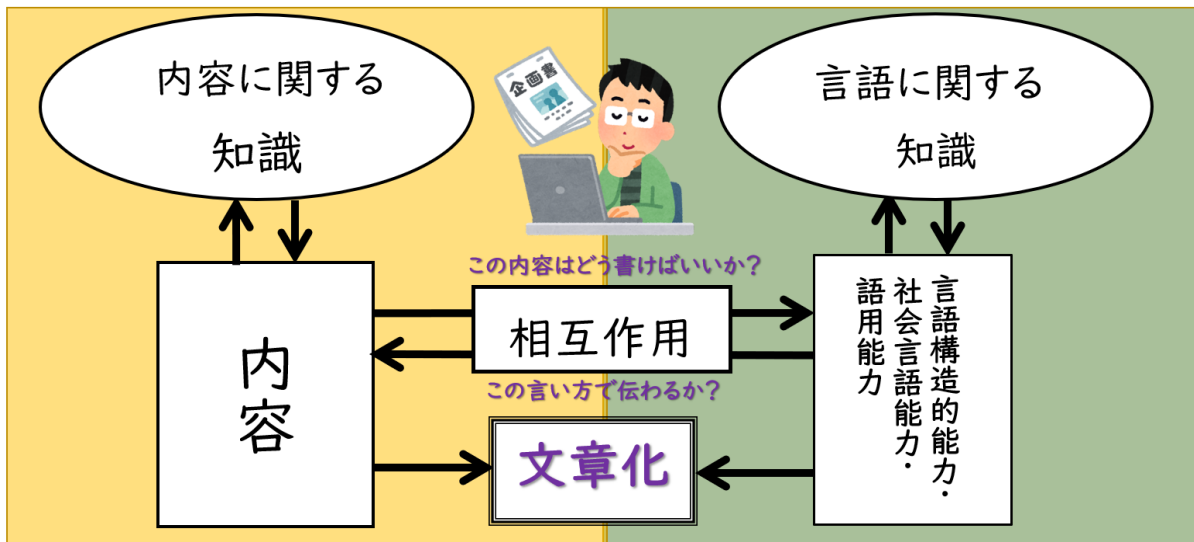 内容に関する
知識
企画書
言語に関する
知識
この内容はどう書けばいいか?
相互作用
この言い方で伝わるか?
内容
言語構造的能力・
社会言語能力・
語用能力
文章化